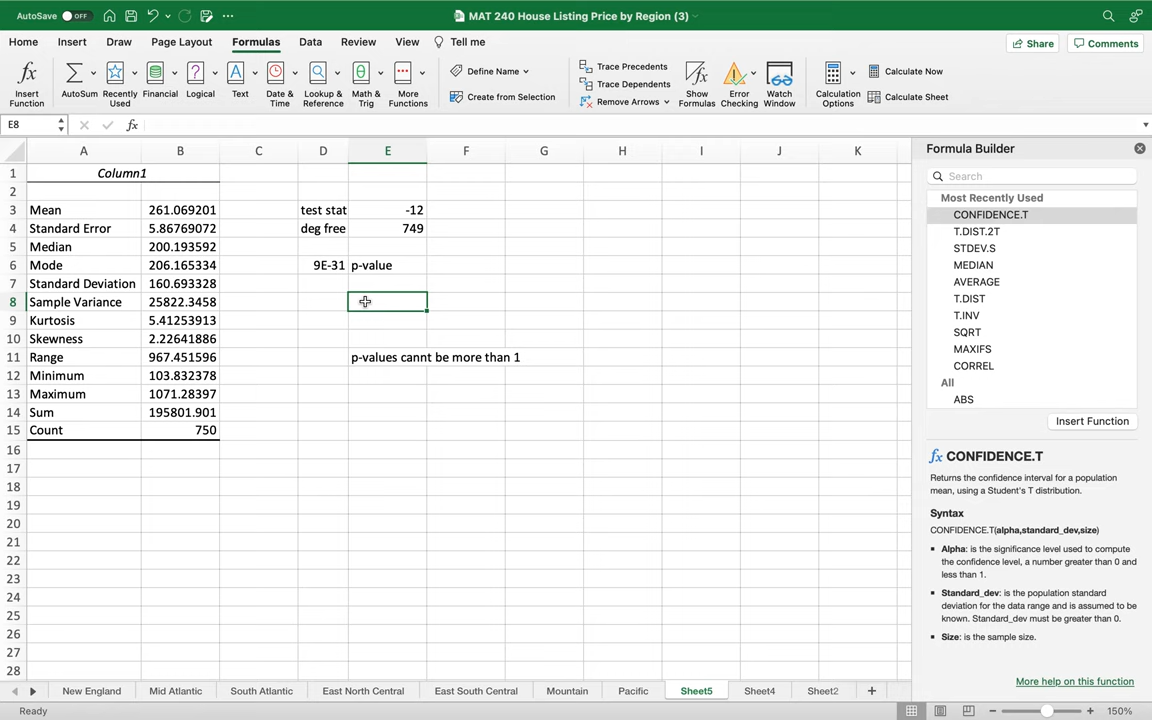 AutoSave OFF MAT 240 House Listing Price by Region (3)
Home Insert Draw Page Layout Formulas Data Review View Tell me Share Comments
Insert Function AutoSum Recently Used Financial Logical Text Date & Time Lookup & Reference Math & Trig More Functions Define Name Create from Selection Trace Precedents Trace Dependents Remove Arrows Show Formulas Error Checking Watch Window Calculation Options Calculate Now Calculate Sheet
E8 fx
A B C D E F G H I J K
1 Column1
2
3 Mean 261.069201 test stat -12
4 Standard Error 5.86769072 deg free 749
5 Median 200.193592
6 Mode 206.165334 9E-31 p-value
7 Standard Deviation 160.693328
8 Sample Variance 25822.3458
9 Kurtosis 5.41253913
10 Skewness 2.22641886
11 Range 967.451596 p-values cannt be more than 1
12 Minimum 103.832378
13 Maximum 1071.28397
14 Sum 195801.901
15 Count 750
16
17
18
19
20
21
22
23
24
25
26
27
28
Formula Builder
Search
Most Recently Used
CONFIDENCE.T
T.DIST.2T
STDEV.S
MEDIAN
AVERAGE
T.DIST
T.INV
SQRT
MAXIFS
CORREL
All
ABS
Insert Function
fx CONFIDENCE.T
Returns the confidence interval for a population
mean, using a Student's T distribution.
Syntax
CONFIDENCE.T(alpha,standard_dev,size)
Alpha: is the significance level used to compute
the confidence level, a number greater than 0 and
less than 1.
Standard_dev: is the population standard
deviation for the data range and is assumed to be
known. Standard_dev must be greater than 0.
Size: is the sample size.
More help on this function
New England Mid Atlantic South Atlantic East North Central East South Central Mountain Pacific Sheet5 Sheet4 Sheet2 +
Ready 150%